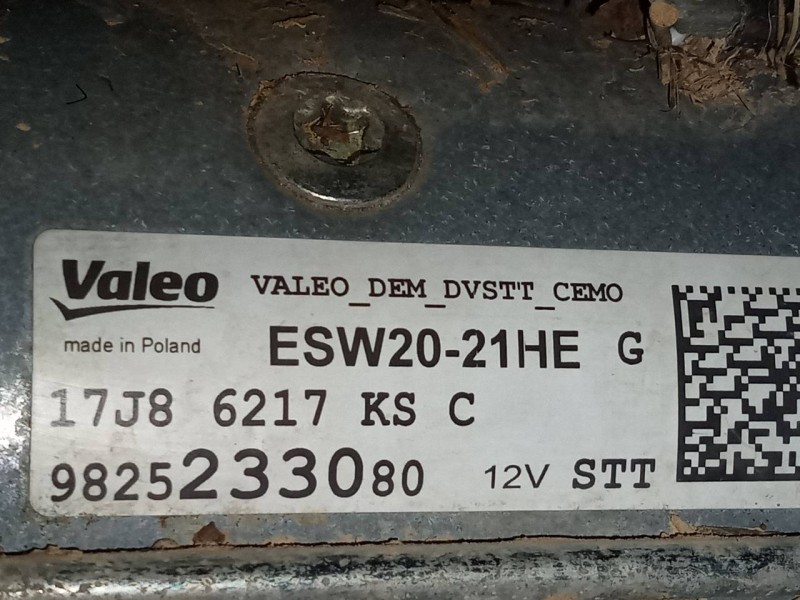 Valeo VALEO_DEM_DVSTT_CEMO
made in Poland ESW20-21HE G
17J8 6217 KS C
9825233080 12V STT